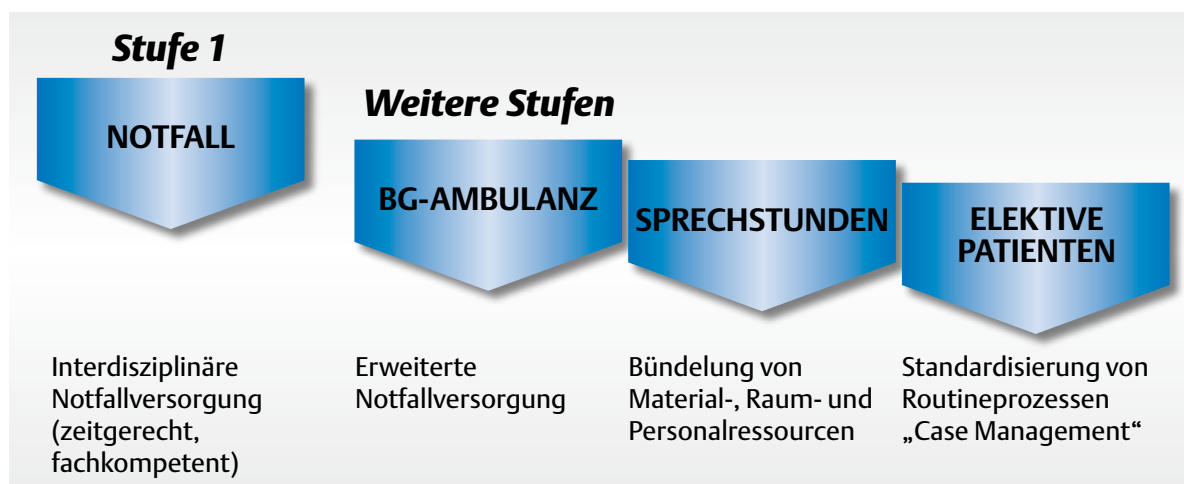 Stufe 1
NOTFALL
Weitere Stufen
BG-AMBULANZ
SPRECHSTUNDEN
ELEKTIVE
PATIENTEN
Interdisziplinäre
Notfallversorgung
(zeitgerecht,
fachkompetent)
Erweiterte
Notfallversorgung
Bündelung von
Material-, Raum- und
Personalressourcen
Standardisierung von
Routineprozessen
„Case Management“